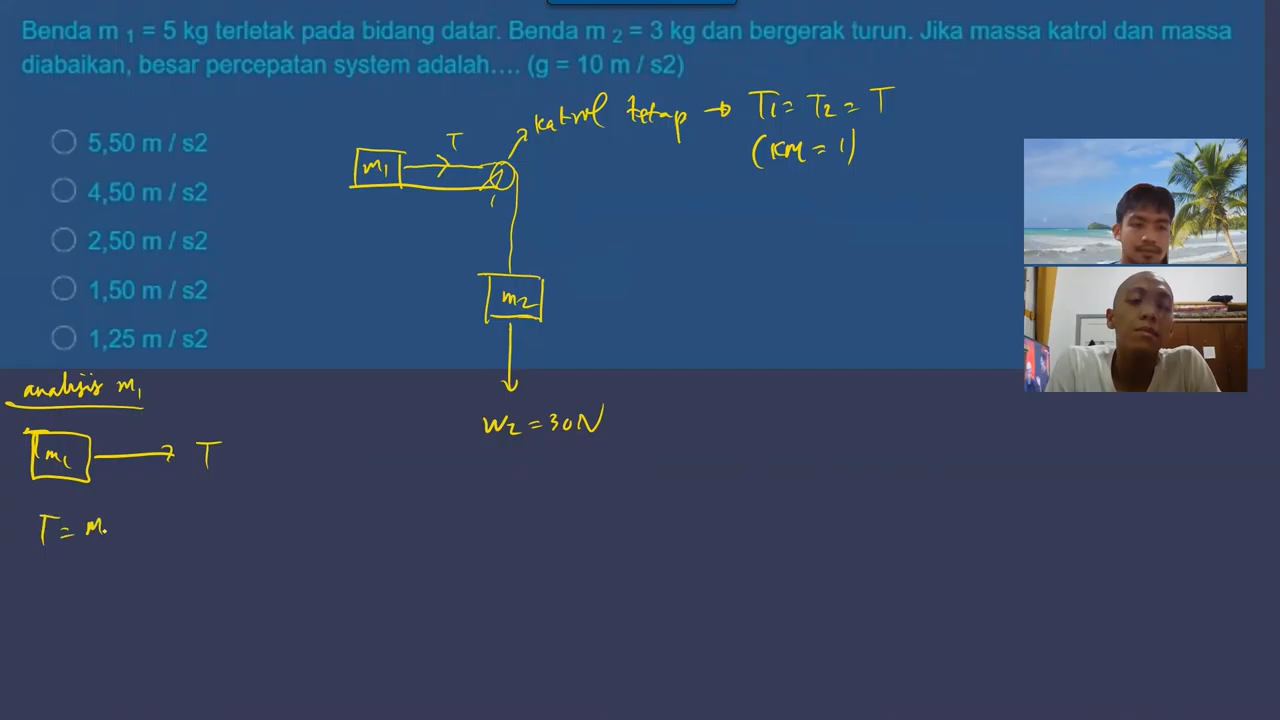 Benda m 1 = 5 kg terletak pada bidang datar. Benda m 2 = 3 kg dan bergerak turun. Jika massa katrol dan massa
diabaikan, besar percepatan system adalah.... (g = 10 m / s2)
5,50 m / s2
4,50 m / s2
2,50 m / s2
1,50 m / s2
1,25 m / s2
katrol tetap → T1 = T2 = T
(KM = 1)
T
m1
m2
W2 = 30N
analisis m1
m1
T
T = m